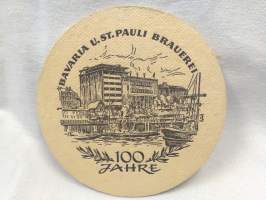 BAVARIA U. ST. PAULI BRAUEREI
100
JAHRE